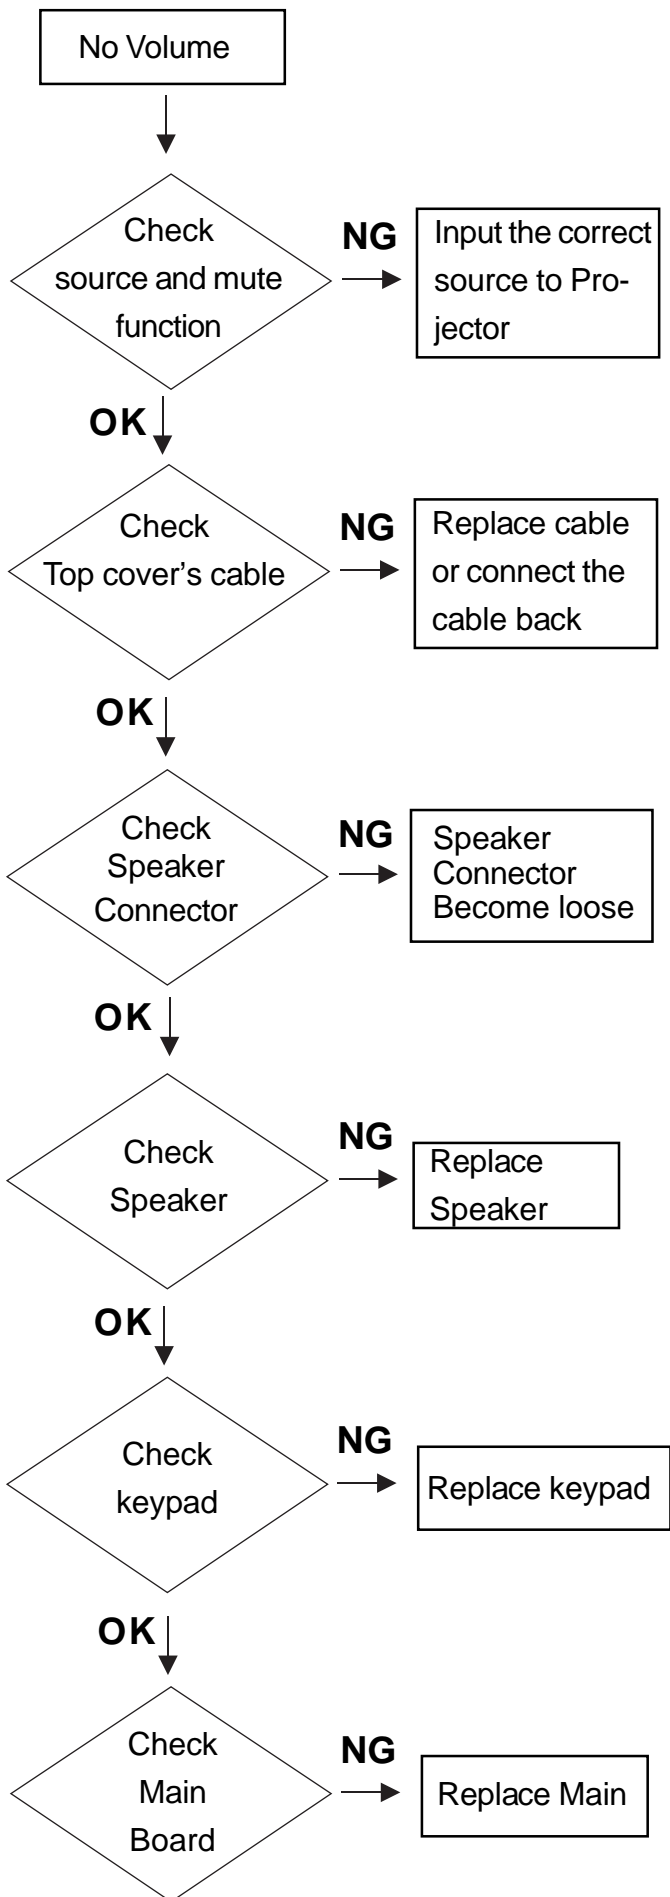 No Volume
Check
source and mute
function
NG
Input the correct
source to Pro-
jector
OK
Check
Top cover’s cable
NG
Replace cable
or connect the
cable back
OK
Check
Speaker
Connector
NG
Speaker
Connector
Become loose
OK
Check
Speaker
NG
Replace
Speaker
OK
Check
keypad
NG
Replace keypad
OK
Check
Main
Board
NG
Replace Main